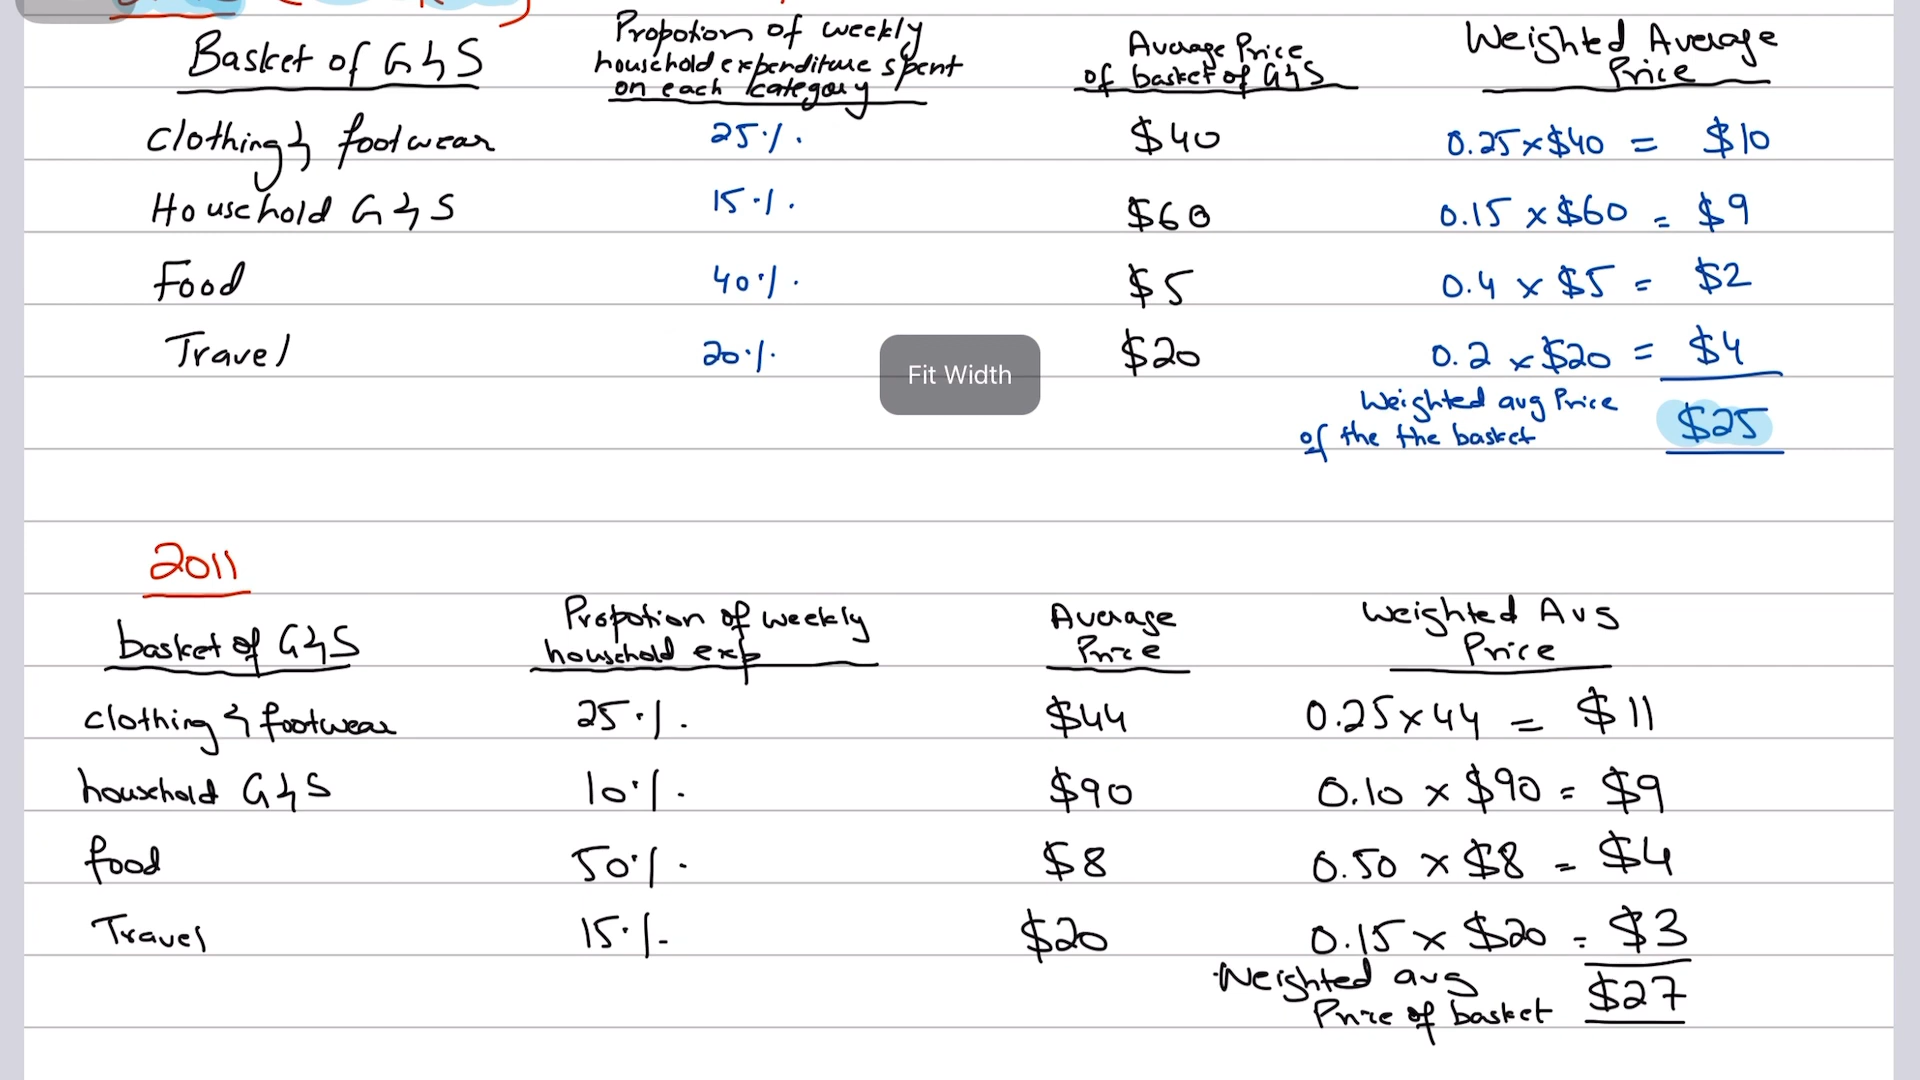 Basket of G&S
Propotion of weekly
household expenditure spent
on each category
Average Price
of basket of G&S
Weighted Average
Price
Clothing & footwear 25% . $40 0.25 x $40 = $10
Household G&S 15% . $60 0.15 x $60 = $9
Food 40% . $5 0.4 x $5 = $2
Travel 20% . $20 0.2 x $20 = $4
Fit Width
Weighted avg Price
of the the basket $25
2011
basket of G&S
Propotion of weekly
household exp
Average
Price
Weighted Avg
Price
clothing & footwear 25% . $44 0.25 x 44 = $11
household G&S 10% . $90 0.10 x $90 = $9
food 50% . $8 0.50 x $8 = $4
Travel 15% . $20 0.15 x $20 = $3
Weighted avg
Price of basket $27